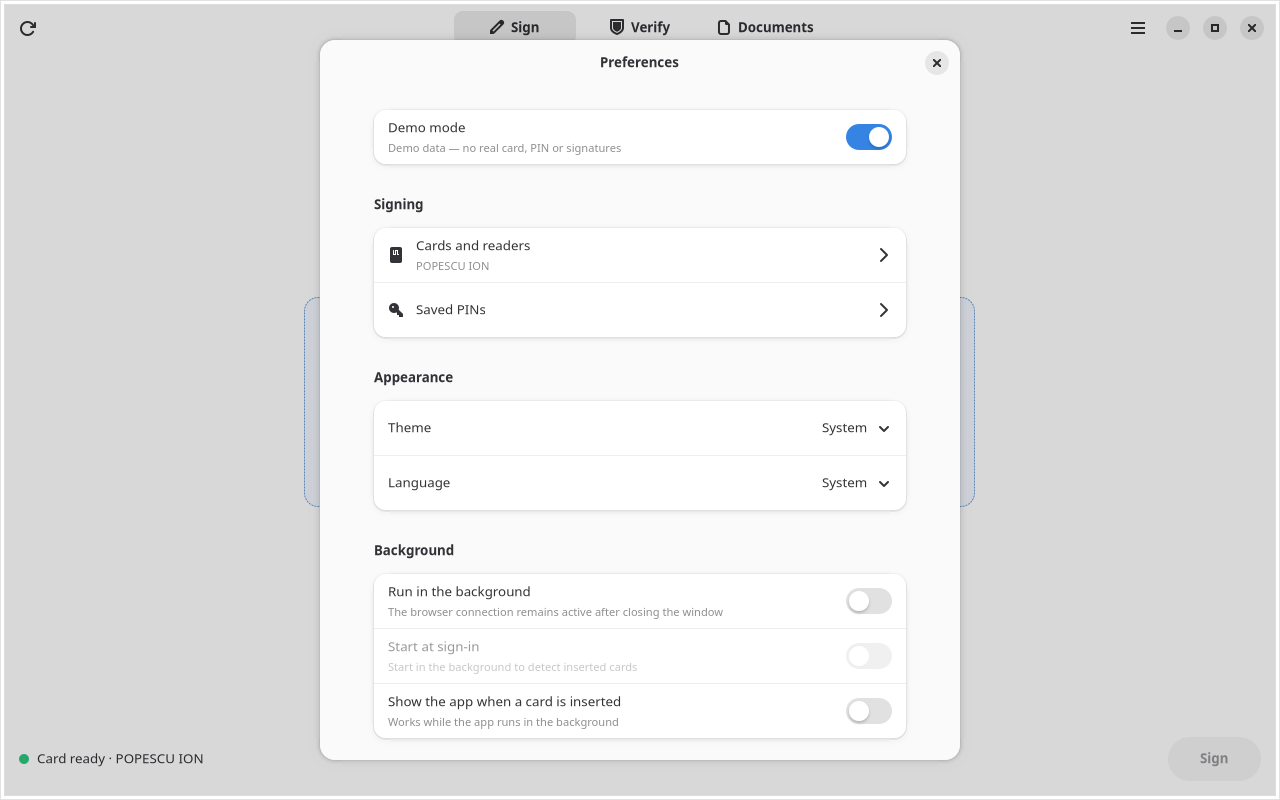 Sign
Verify
Documents
Preferences
Demo mode
Demo data — no real card, PIN or signatures
Signing
Cards and readers
POPESCU ION
Saved PINs
Appearance
Theme
System
Language
System
Background
Run in the background
The browser connection remains active after closing the window
Start at sign-in
Start in the background to detect inserted cards
Show the app when a card is inserted
Works while the app runs in the background
Card ready · POPESCU ION
Sign